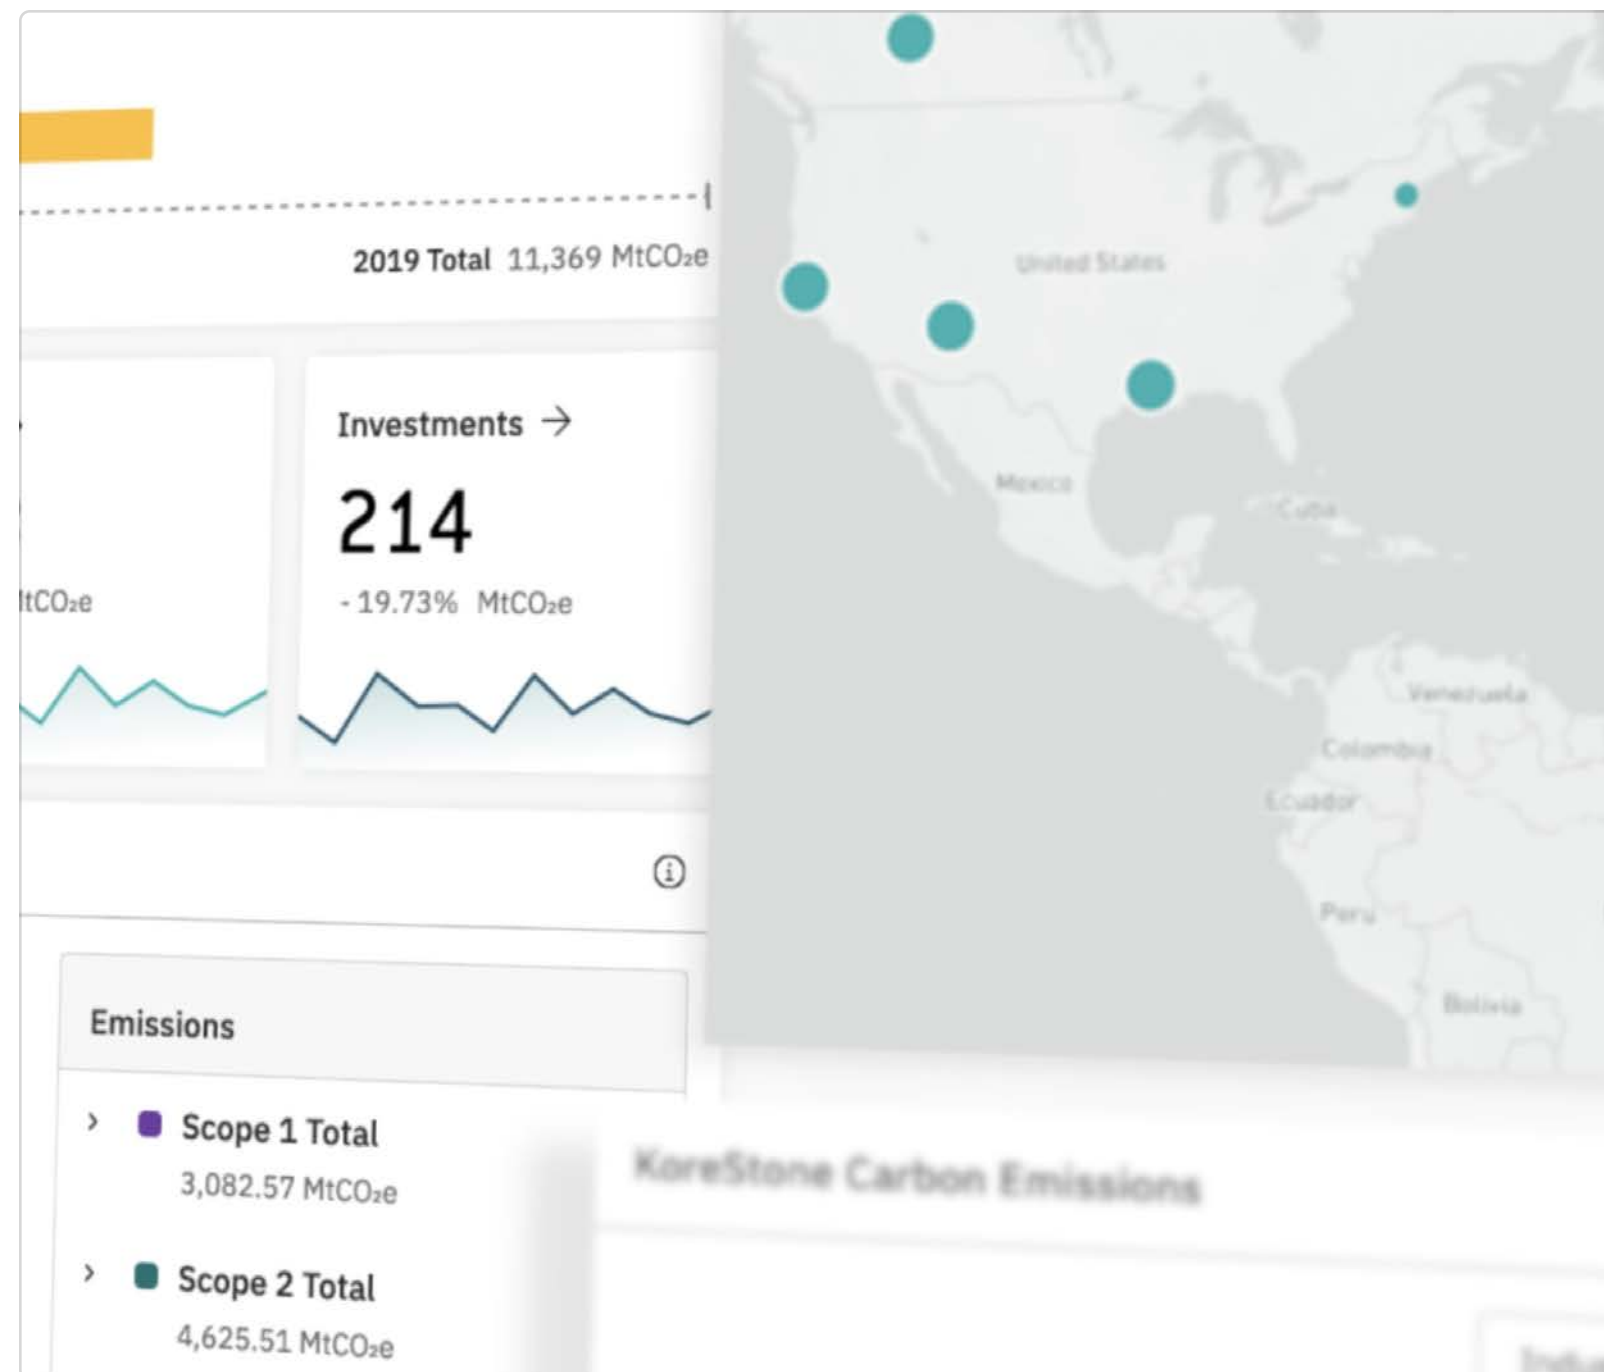 2019 Total 11,369 MtCO₂e
Investments →
214
- 19.73% MtCO₂e
tCO₂e
Emissions
Scope 1 Total
3,082.57 MtCO₂e
Scope 2 Total
4,625.51 MtCO₂e
United States
Mexico
Cuba
Venezuela
Colombia
Ecuador
Peru
Bolivia
KoreStone Carbon Emissions